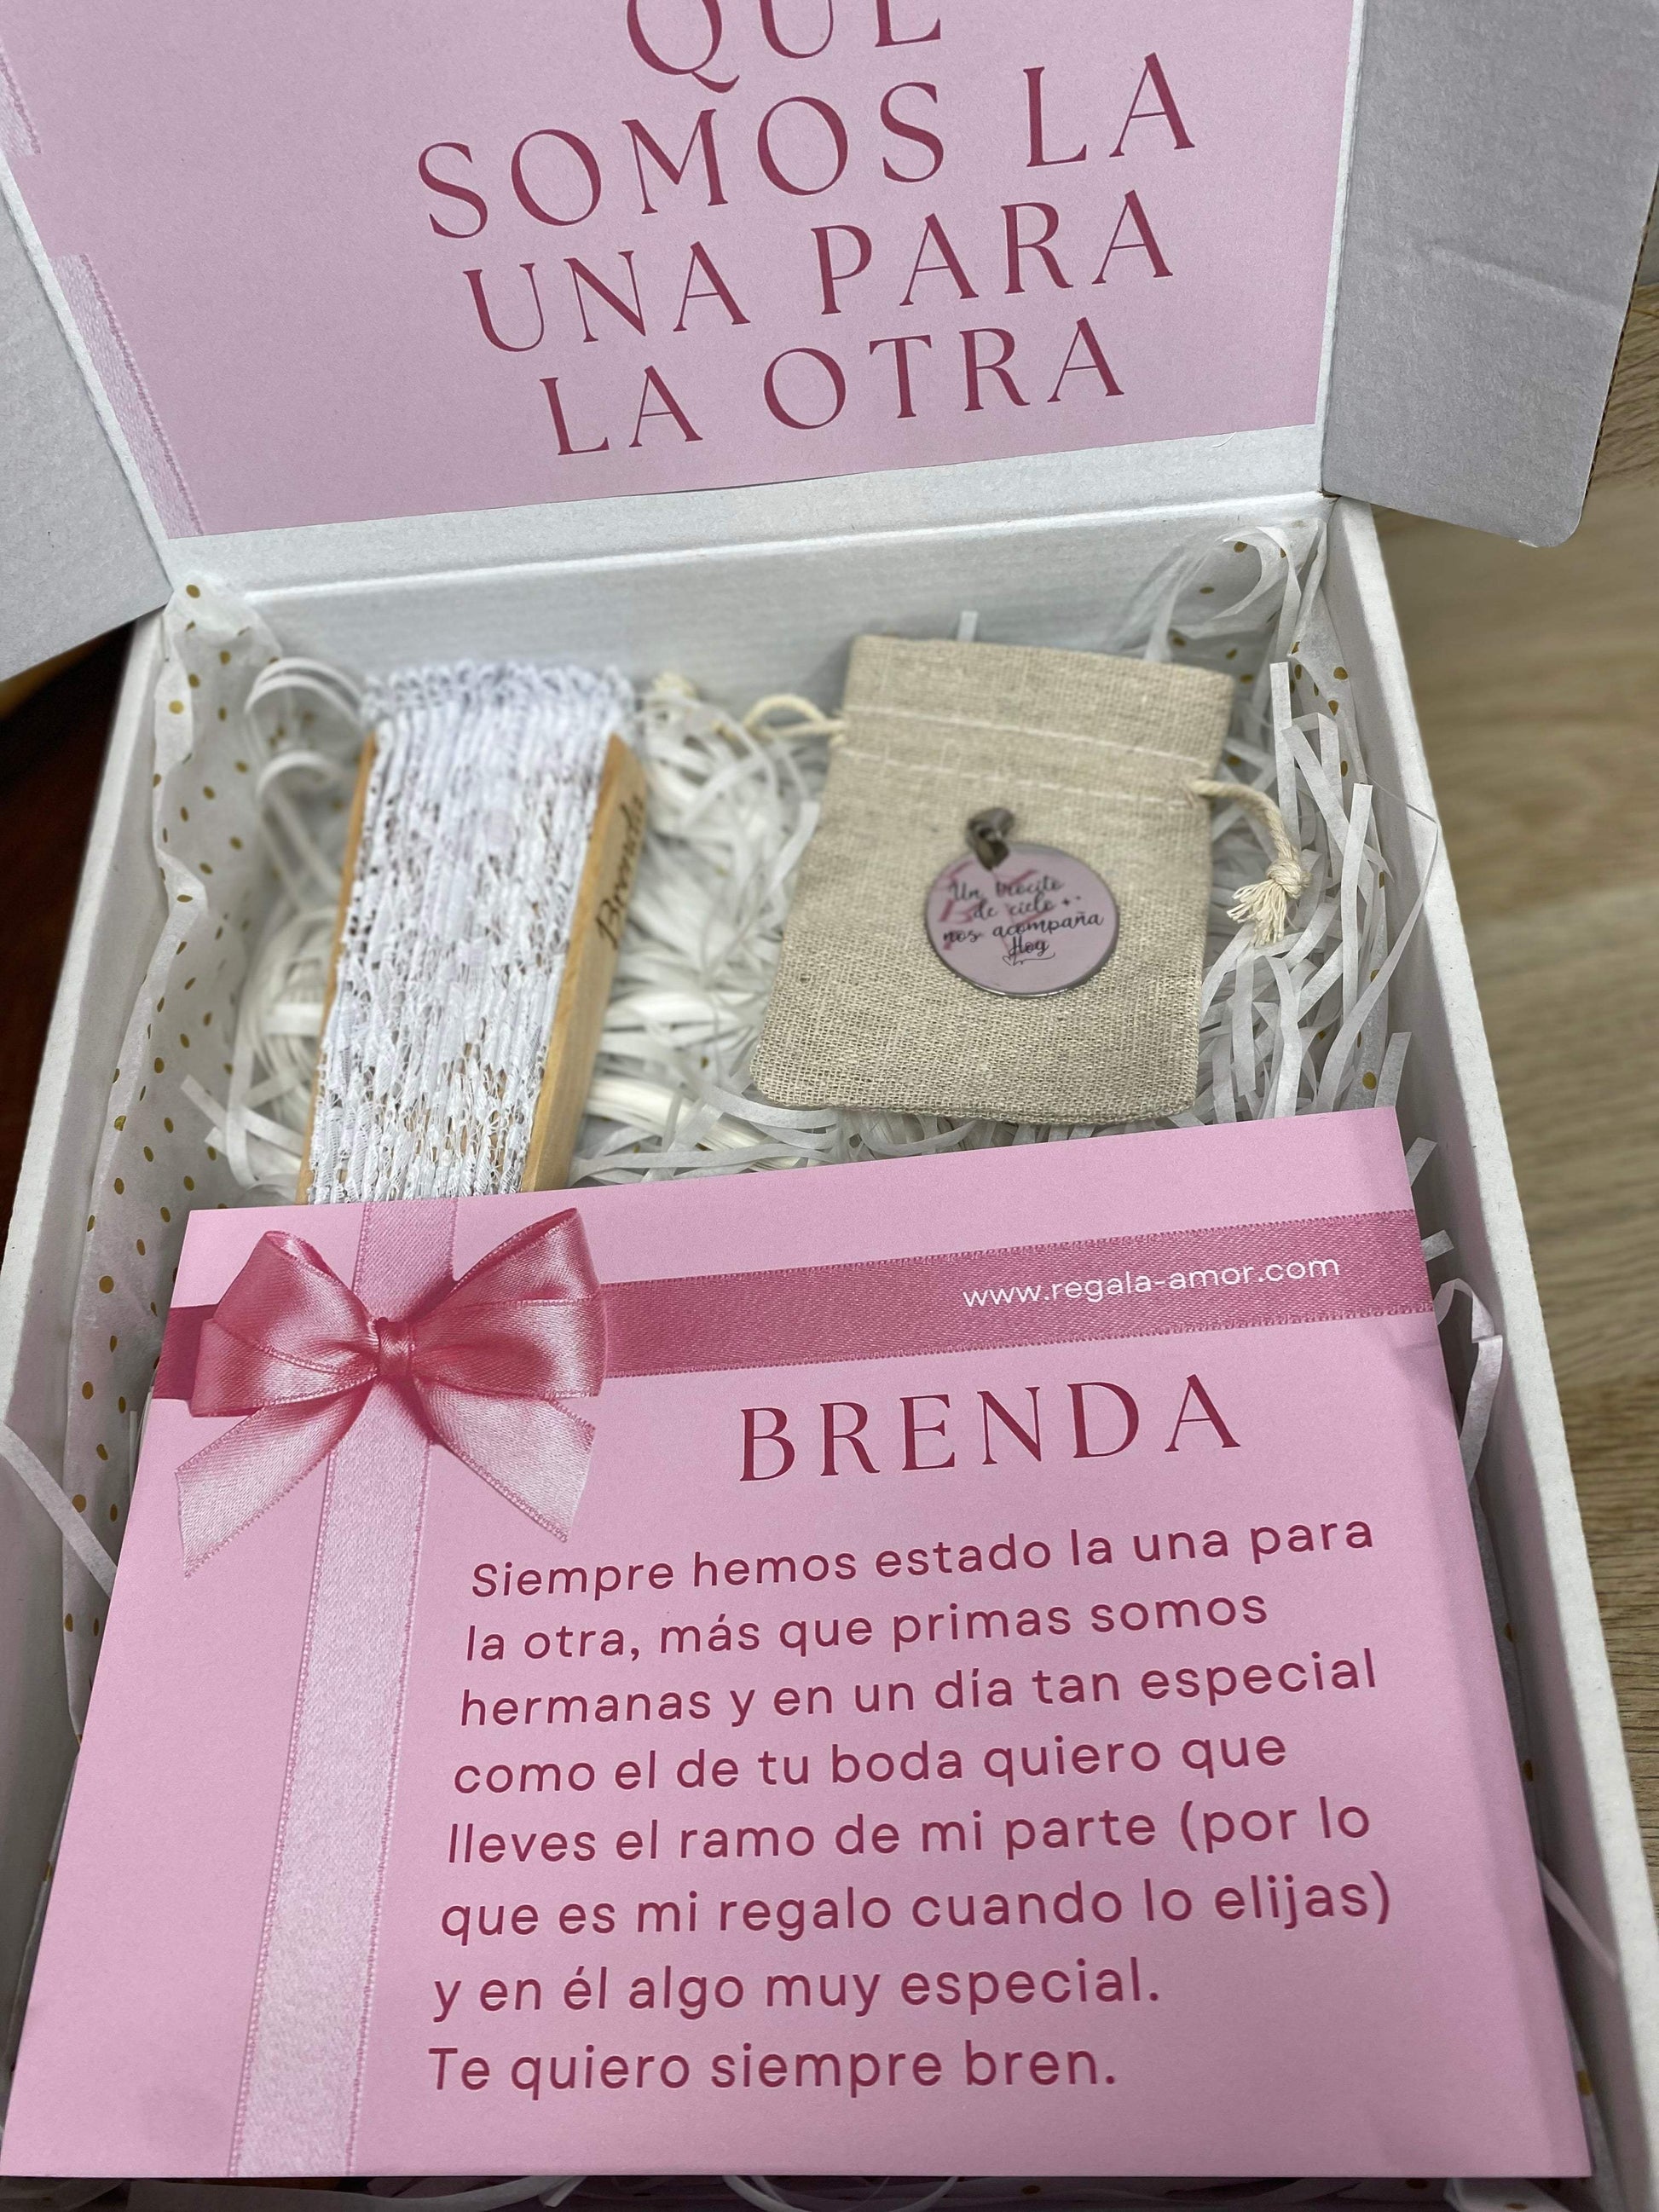 QUE
SOMOS LA
UNA PARA
LA OTRA
Brenda
Un trocito
de cielo
nos acompaña
Hoy
www.regala-amor.com
BRENDA
Siempre hemos estado la una para
la otra, más que primas somos
hermanas y en un día tan especial
como el de tu boda quiero que
lleves el ramo de mi parte (por lo
que es mi regalo cuando lo elijas)
y en él algo muy especial.
Te quiero siempre bren.